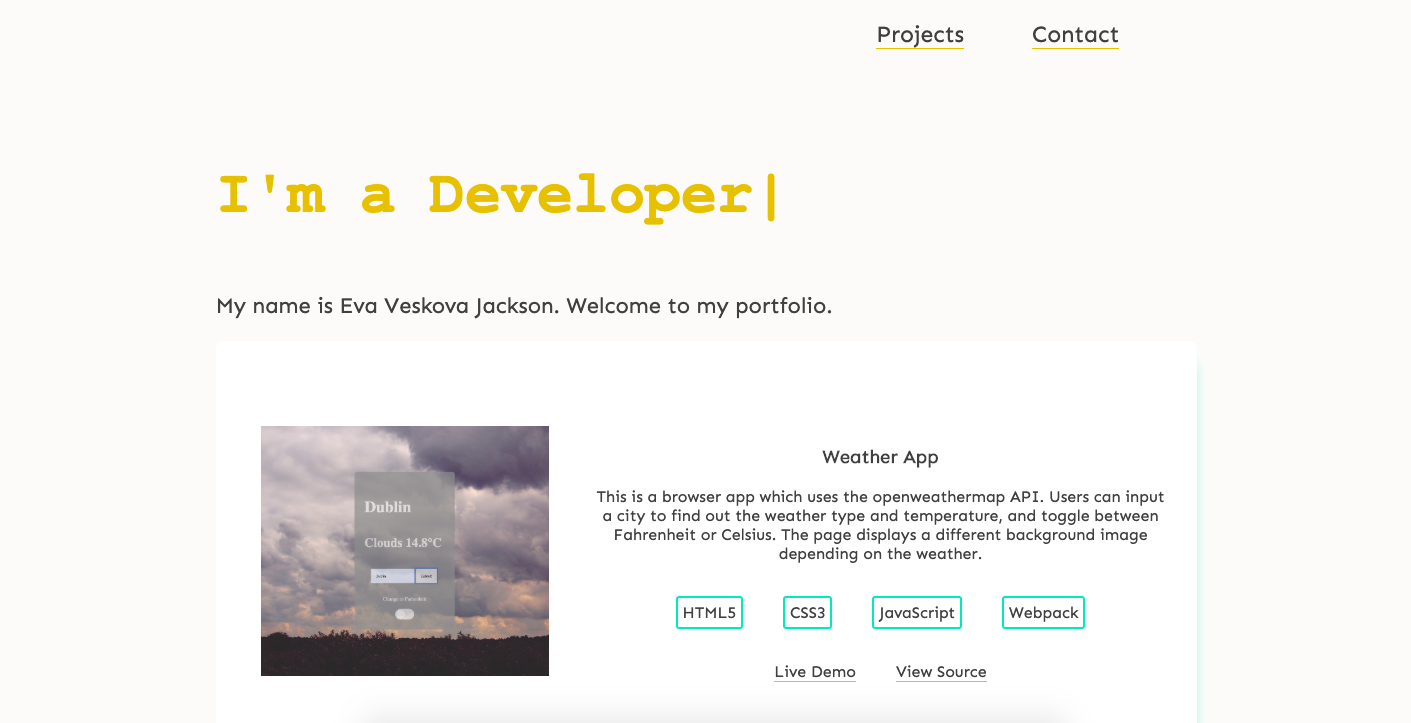 Projects Contact
I'm a Developer|
My name is Eva Veskova Jackson. Welcome to my portfolio.
Weather App
This is a browser app which uses the openweathermap API. Users can input
a city to find out the weather type and temperature, and toggle between
Fahrenheit or Celsius. The page displays a different background image
depending on the weather.
Dublin
Clouds 14.8°C
Change to Fahrenheit
HTML5 CSS3 JavaScript Webpack
Live Demo View Source